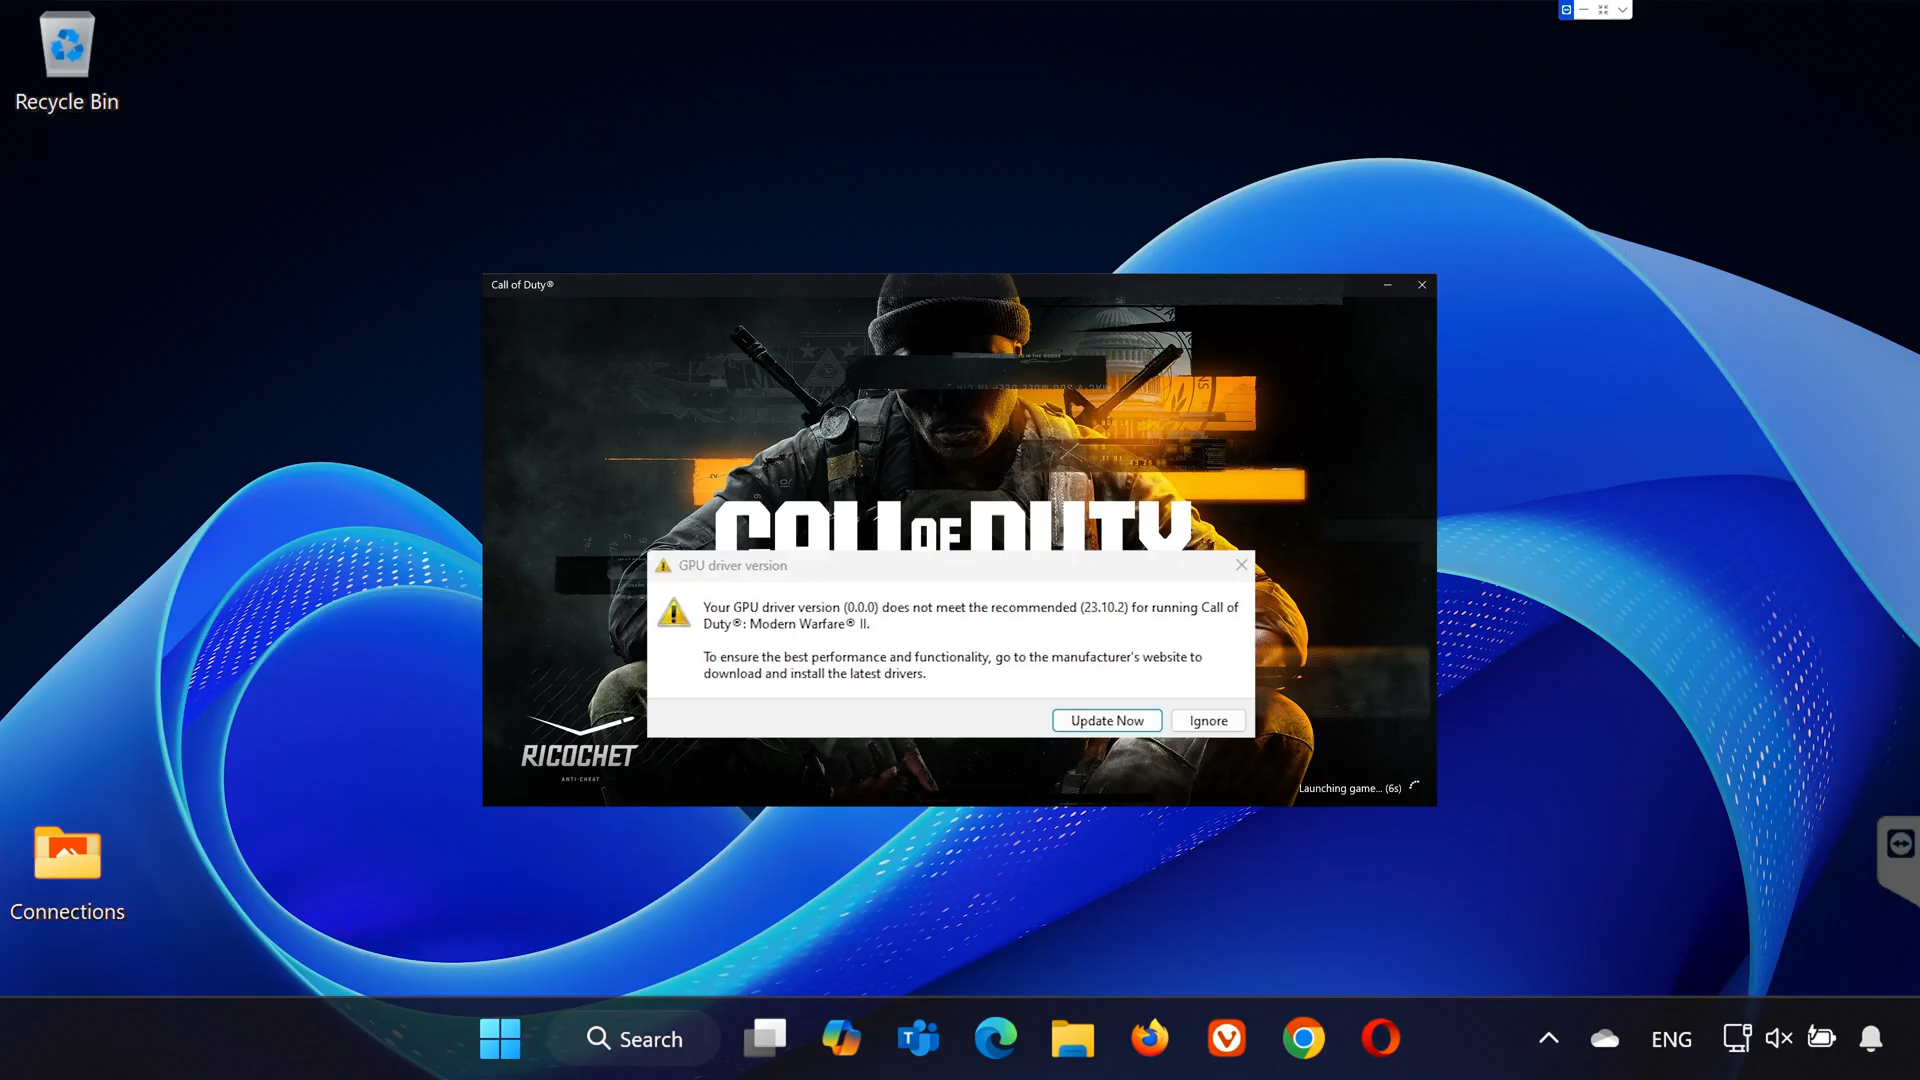 Recycle Bin
Call of Duty®
CALL OF DUTY
GPU driver version
Your GPU driver version (0.0.0) does not meet the recommended (23.10.2) for running Call of
Duty®: Modern Warfare® II.
To ensure the best performance and functionality, go to the manufacturer's website to
download and install the latest drivers.
Update Now
Ignore
RICOCHET
ANTI-CHEAT
Launching game... (6s)
Connections
Search
ENG